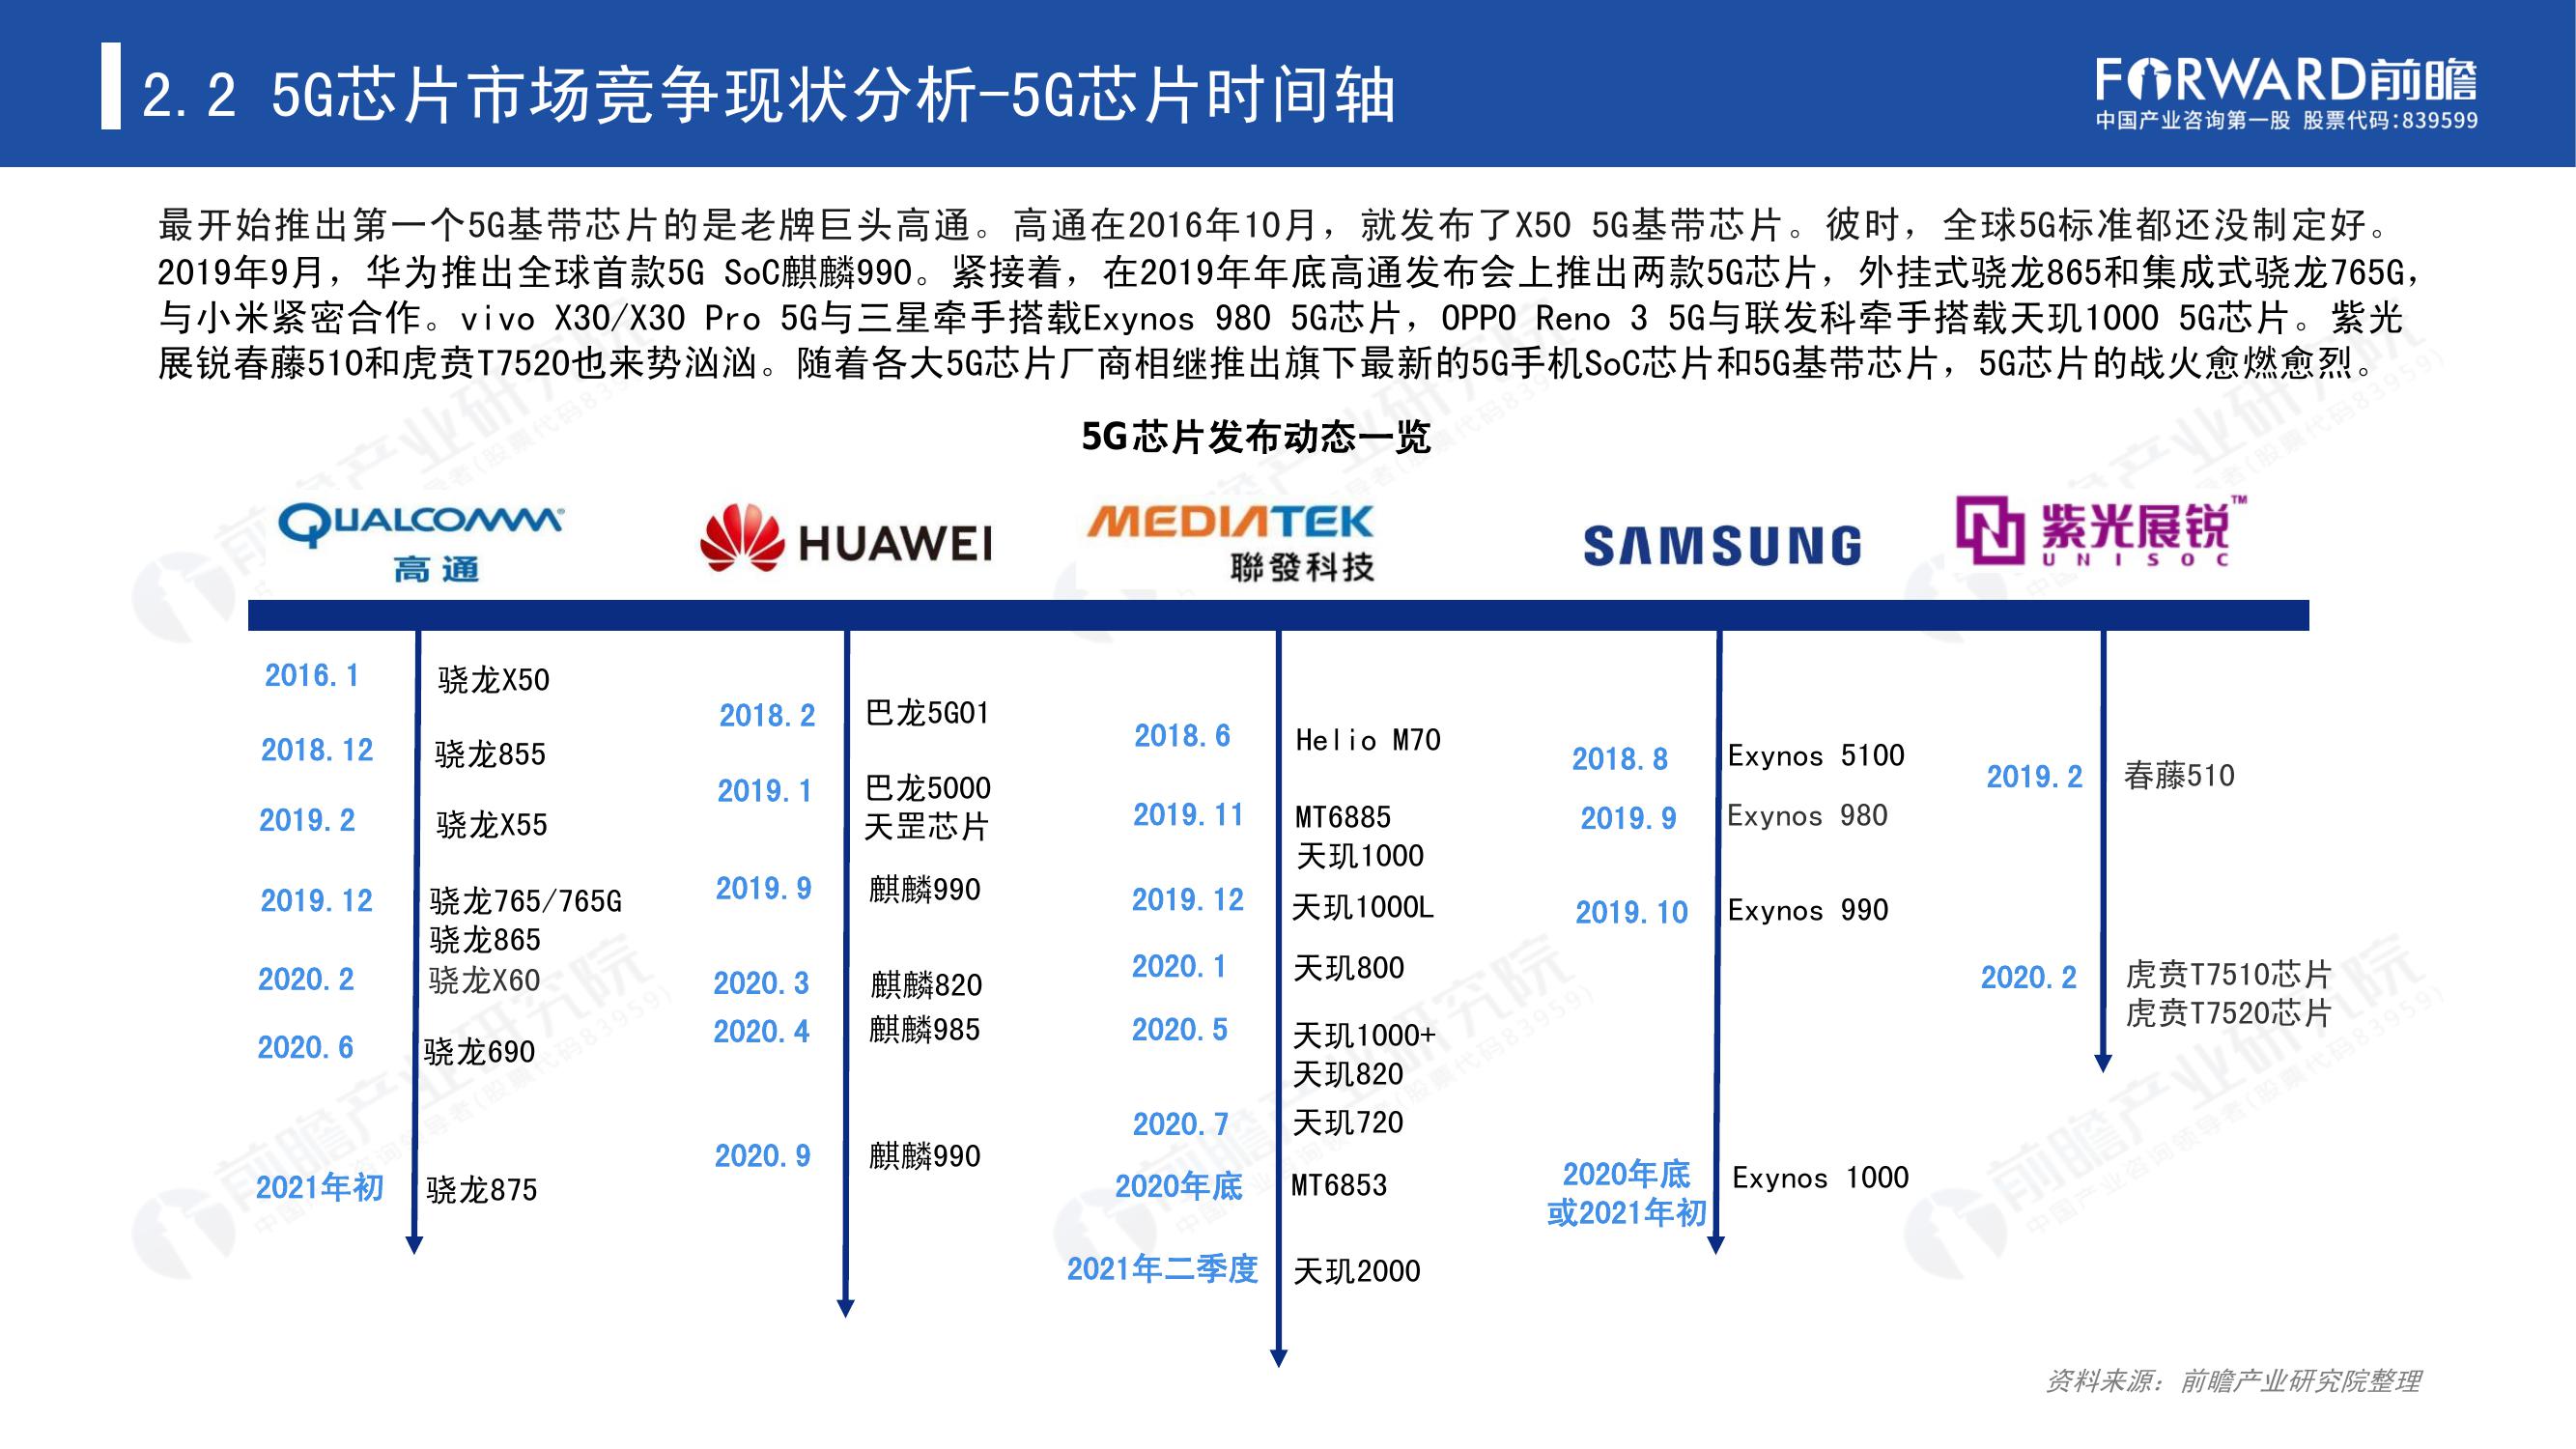 2.2 5G芯片市场竞争现状分析-5G芯片时间轴
FORWARD前瞻
中国产业咨询第一股 股票代码:839599
最开始推出第一个5G基带芯片的是老牌巨头高通。高通在2016年10月，就发布了X50 5G基带芯片。彼时，全球5G标准都还没制定好。
2019年9月，华为推出全球首款5G SoC麒麟990。紧接着，在2019年年底高通发布会上推出两款5G芯片，外挂式骁龙865和集成式骁龙765G，
与小米紧密合作。vivo X30/X30 Pro 5G与三星牵手搭载Exynos 980 5G芯片，OPPO Reno 3 5G与联发科牵手搭载天玑1000 5G芯片。紫光
展锐春藤510和虎贲T7520也来势汹汹。随着各大5G芯片厂商相继推出旗下最新的5G手机SoC芯片和5G基带芯片，5G芯片的战火愈燃愈烈。
5G芯片发布动态一览
QUALCOMM
高通
2016.1 骁龙X50
2018.12 骁龙855
2019.2 骁龙X55
2019.12 骁龙765/765G
骁龙865
2020.2 骁龙X60
2020.6 骁龙690
2021年初 骁龙875
HUAWEI
2018.2 巴龙5G01
2019.1 巴龙5000
天罡芯片
2019.9 麒麟990
2020.3 麒麟820
2020.4 麒麟985
2020.9 麒麟990
MEDIATEK
聯發科技
2018.6 Helio M70
2019.11 MT6885
天玑1000
2019.12 天玑1000L
2020.1 天玑800
2020.5 天玑1000+
天玑820
2020.7 天玑720
2020年底 MT6853
2021年二季度 天玑2000
SAMSUNG
2018.8 Exynos 5100
2019.9 Exynos 980
2019.10 Exynos 990
2020年底
或2021年初 Exynos 1000
紫光展锐™
UNISOC
2019.2 春藤510
2020.2 虎贲T7510芯片
虎贲T7520芯片
资料来源：前瞻产业研究院整理